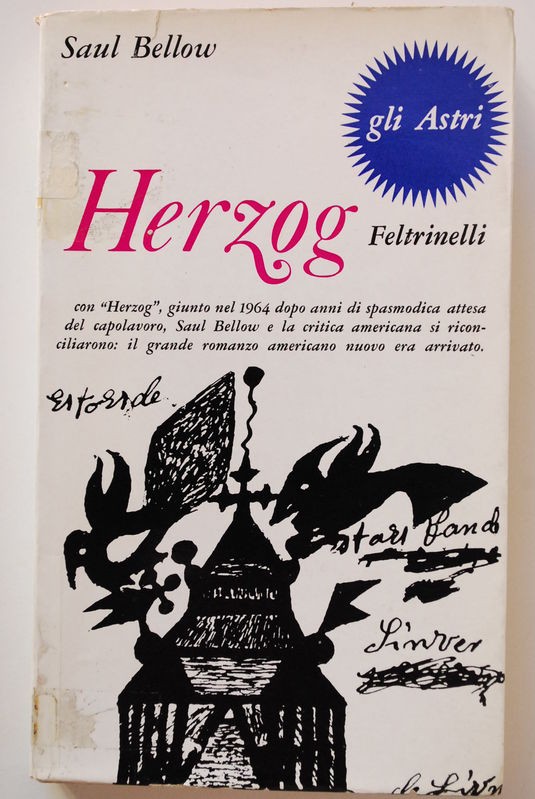 Saul Bellow
gli Astri
Herzog
Feltrinelli
con "Herzog", giunto nel 1964 dopo anni di spasmodica attesa
del capolavoro, Saul Bellow e la critica americana si ricon-
ciliarono: il grande romanzo americano nuovo era arrivato.